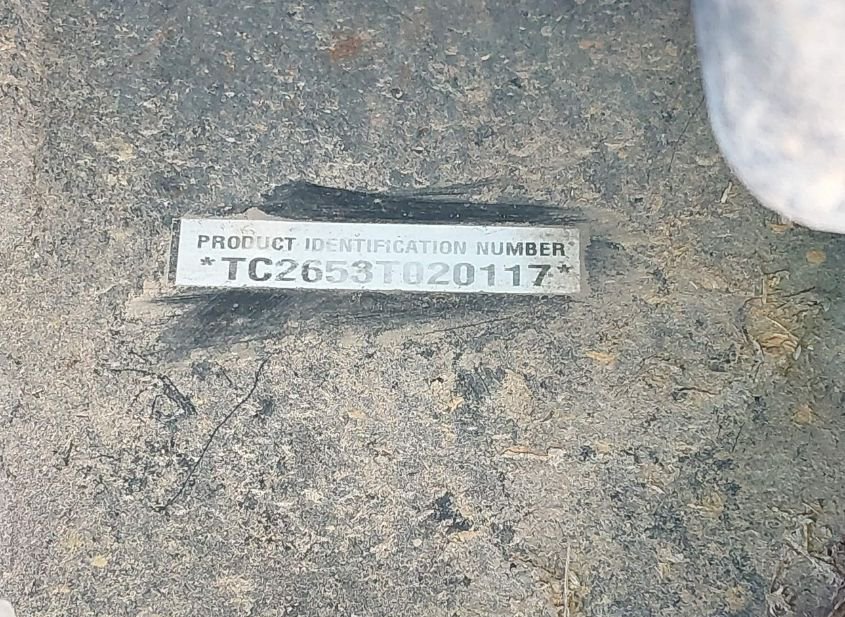 PRODUCT IDENTIFICATION NUMBER
*TC2653T020117*